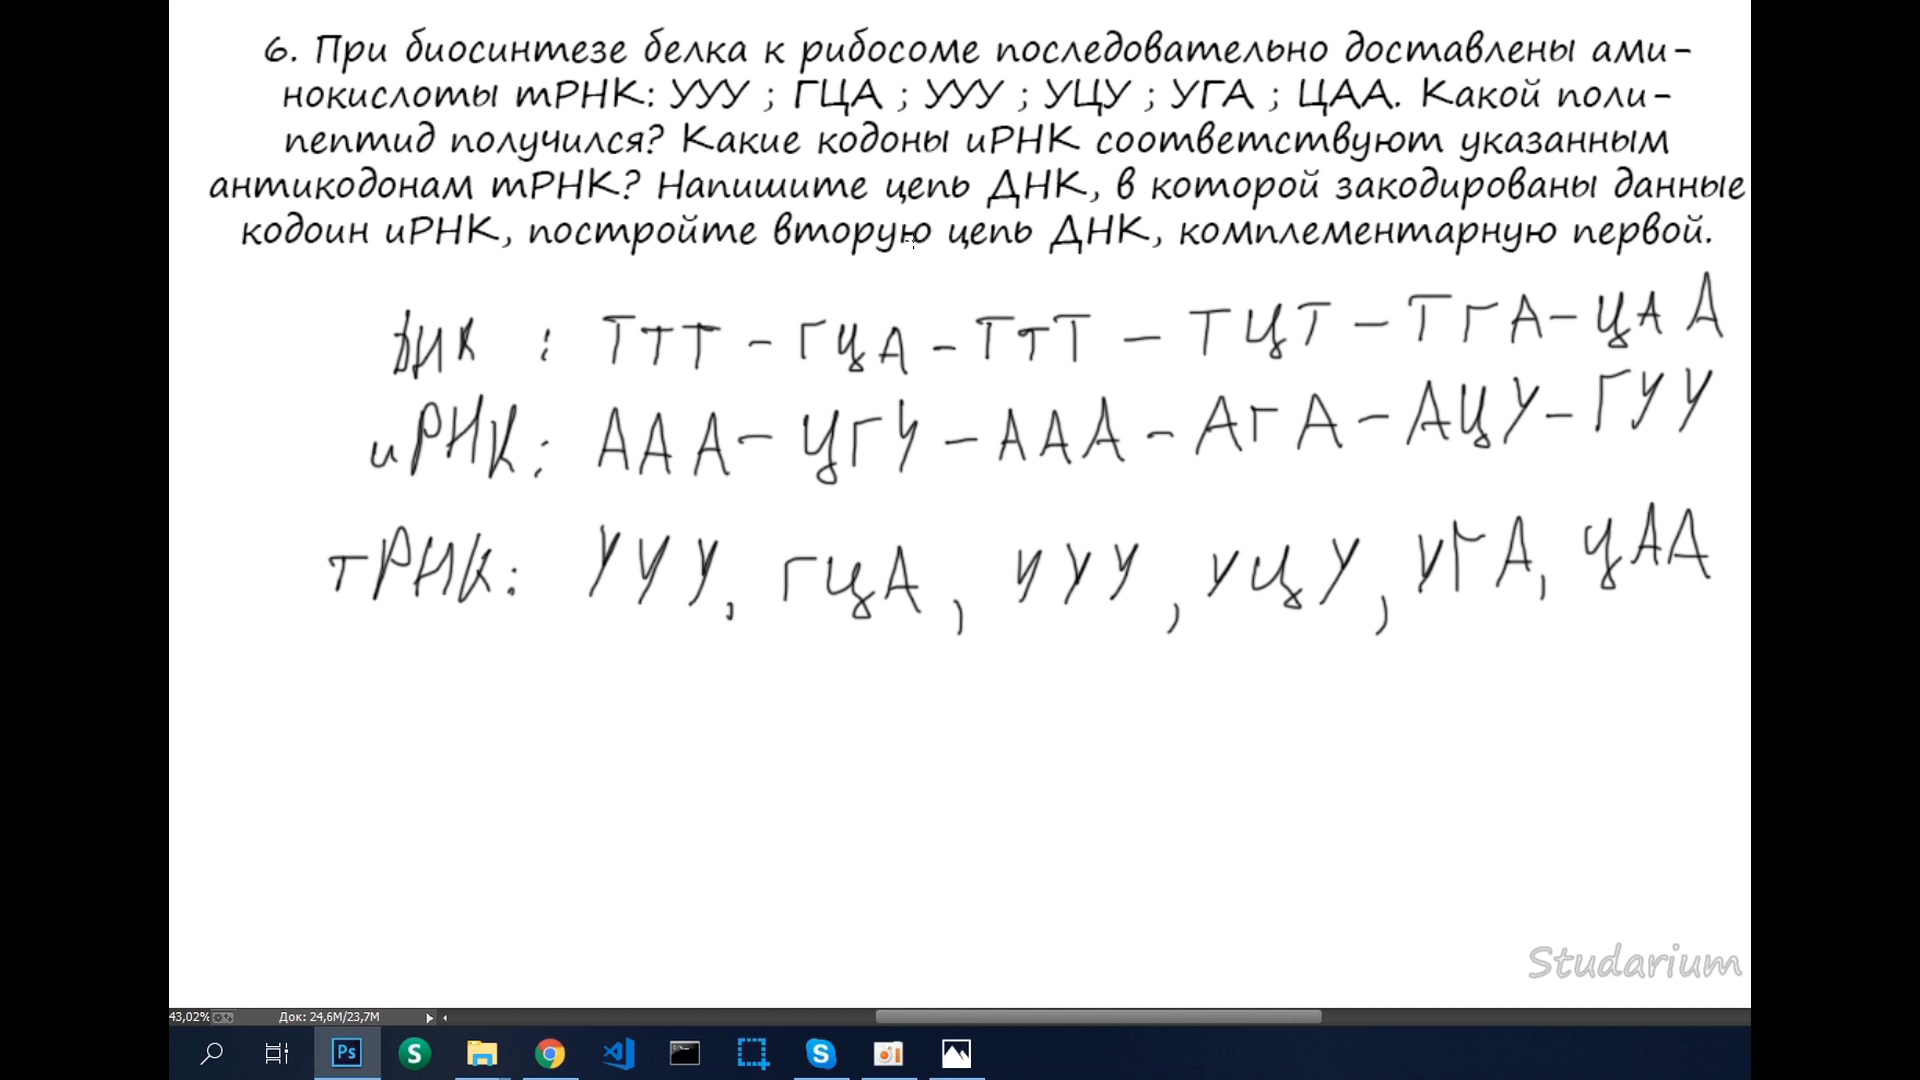 6. При биосинтезе белка к рибосоме последовательно доставлены ами-
нокислоты тРНК: УУУ ; ГЦА ; УУУ ; УЦУ ; УГА ; ЦАА. Какой поли-
пептид получился? Какие кодоны иРНК соответствуют указанным
антикодонам тРНК? Напишите цепь ДНК, в которой закодированы данные
кодоин иРНК, постройте вторую цепь ДНК, комплементарную первой.
ДНК : ТТТ - ГЦА - ТТТ - ТЦТ - ТГА - ЦАА
иРНК: ААА - ЦГУ - ААА - АГА - АЦУ - ГУУ
тРНК: УУУ, ГЦА, УУУ, УЦУ, УГА, ЦАА
Studarium
43,02% Док: 24,6М/23,7М
Ps S